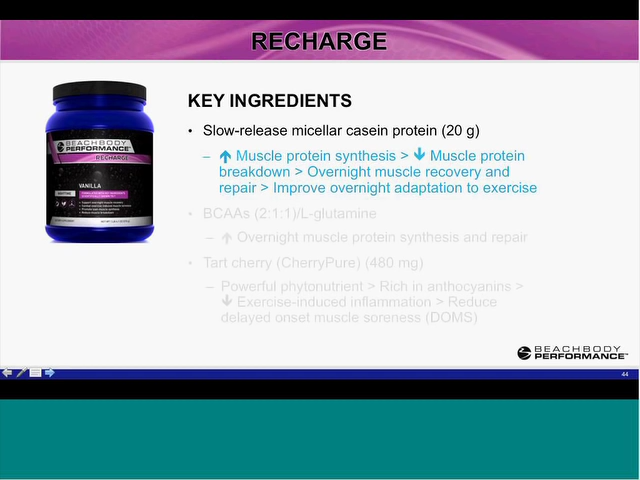 RECHARGE
BEACHBODY
PERFORMANCE
RECHARGE
VANILLA
KEY INGREDIENTS
• Slow-release micellar casein protein (20 g)
– ↑ Muscle protein synthesis > ↓ Muscle protein
breakdown > Overnight muscle recovery and
repair > Improve overnight adaptation to exercise
• BCAAs (2:1:1)/L-glutamine
– ↑ Overnight muscle protein synthesis and repair
• Tart cherry (CherryPure) (480 mg)
– Powerful phytonutrient > Rich in anthocyanins >
↓ Exercise-induced inflammation > Reduce
delayed onset muscle soreness (DOMS)
BEACHBODY
PERFORMANCE™
44